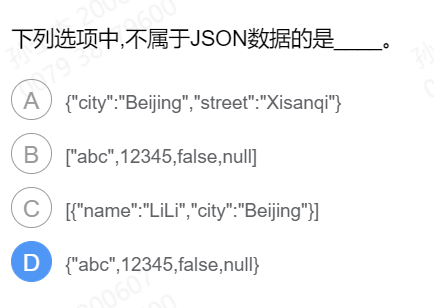 下列选项中,不属于JSON数据的是____。
A {"city":"Beijing","street":"Xisanqi"}
B ["abc",12345,false,null]
C [{"name":"LiLi","city":"Beijing"}]
D {"abc",12345,false,null}